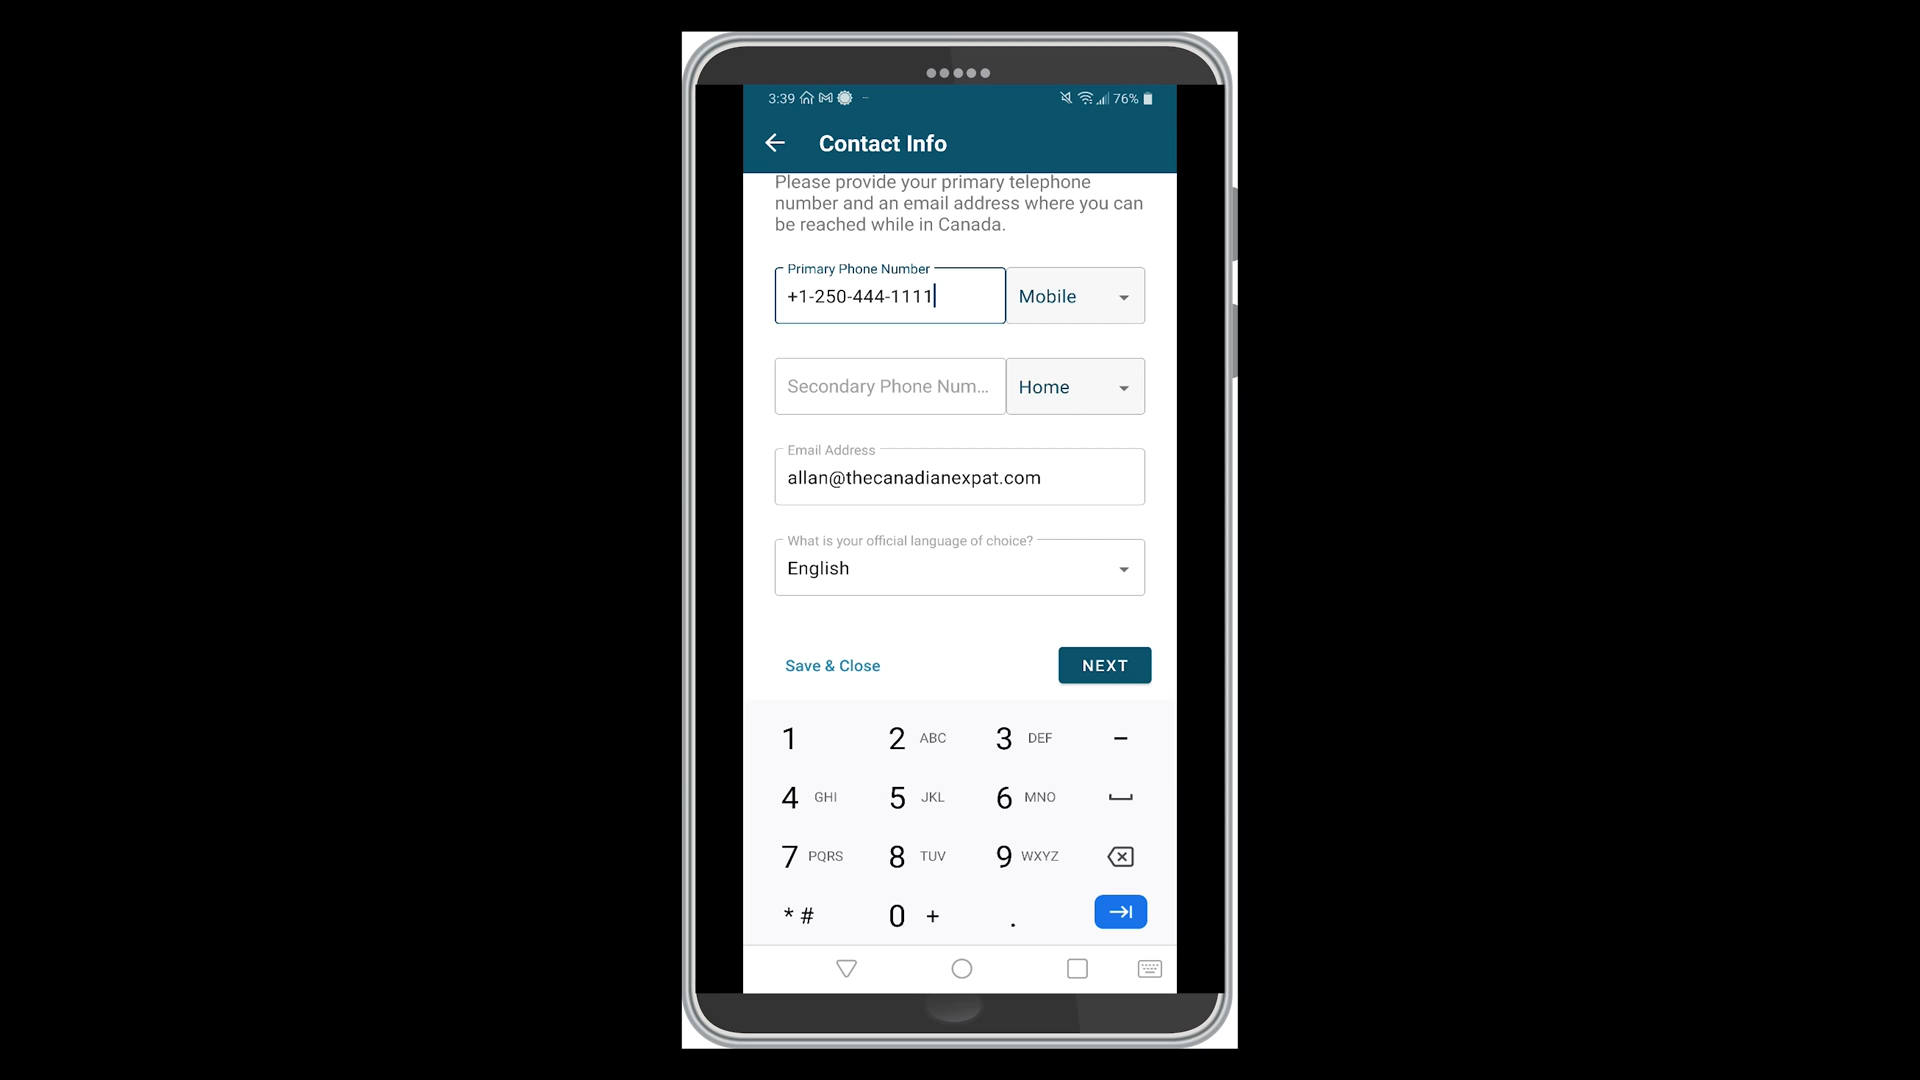 3:39 76%
Contact Info
Please provide your primary telephone
number and an email address where you can
be reached while in Canada.
Primary Phone Number
+1-250-444-1111 Mobile
Secondary Phone Num... Home
Email Address
allan@thecanadianexpat.com
What is your official language of choice?
English
Save & Close NEXT
1 2 ABC 3 DEF –
4 GHI 5 JKL 6 MNO
7 PQRS 8 TUV 9 WXYZ
* # 0 + .